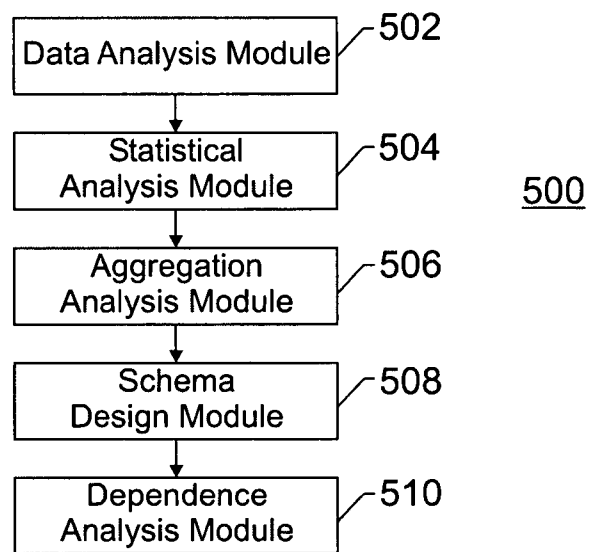 Data Analysis Module
502
Statistical
Analysis Module
504
500
Aggregation
Analysis Module
506
Schema
Design Module
508
Dependence
Analysis Module
510